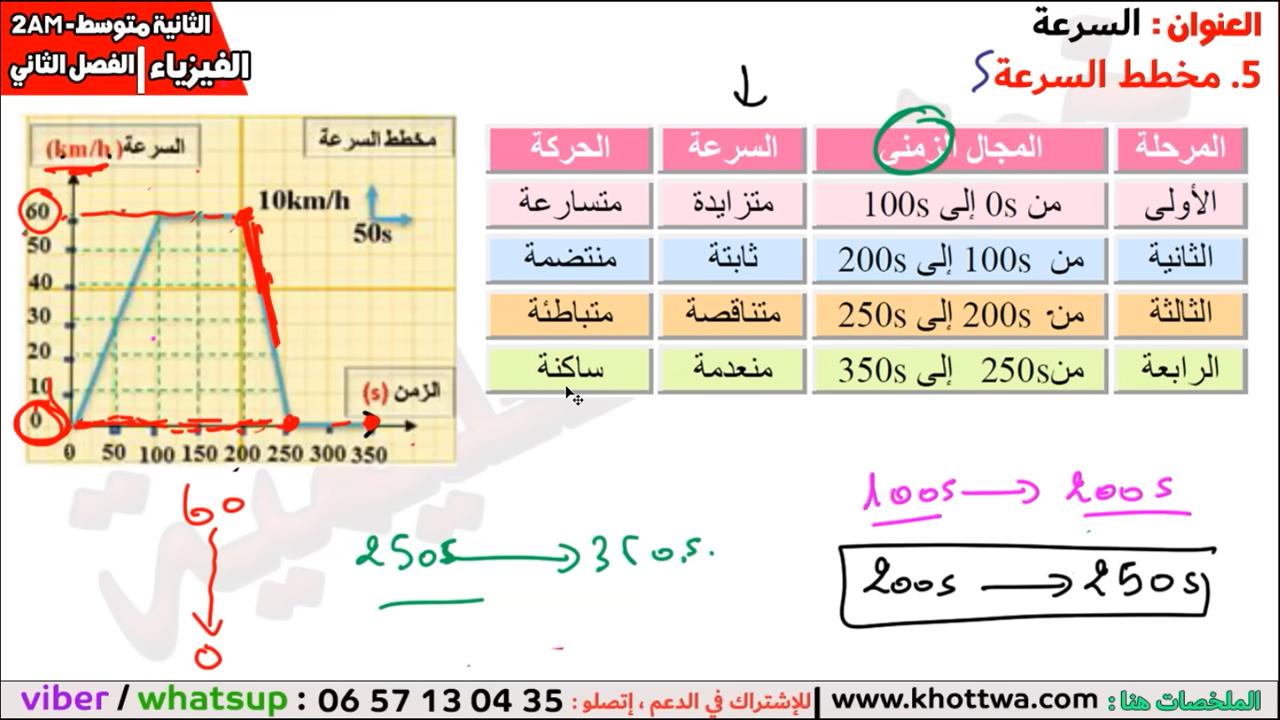 العنوان : السرعة
5. مخطط السرعة
الثانية متوسط-2AM
الفيزياء | الفصل الثاني
مخطط السرعة
السرعة (km/h)
10km/h
50s
60
50
40
30
20
10
0
الزمن (s)
0 50 100 150 200 250 300 350
المرحلة المجال الزمني السرعة الحركة
الأولى من 0s إلى 100s متزايدة متسارعة
الثانية من 100s إلى 200s ثابتة منتضمة
الثالثة من 200s إلى 250s متناقصة متباطئة
الرابعة من250s إلى 350s منعدمة ساكنة
60
0
250s 350s.
100s 200s
200s 250s
الملخصات هنا : www.khottwa.com | للإشتراك في الدعم ، إتصلو : viber / whatsup : 06 57 13 04 35